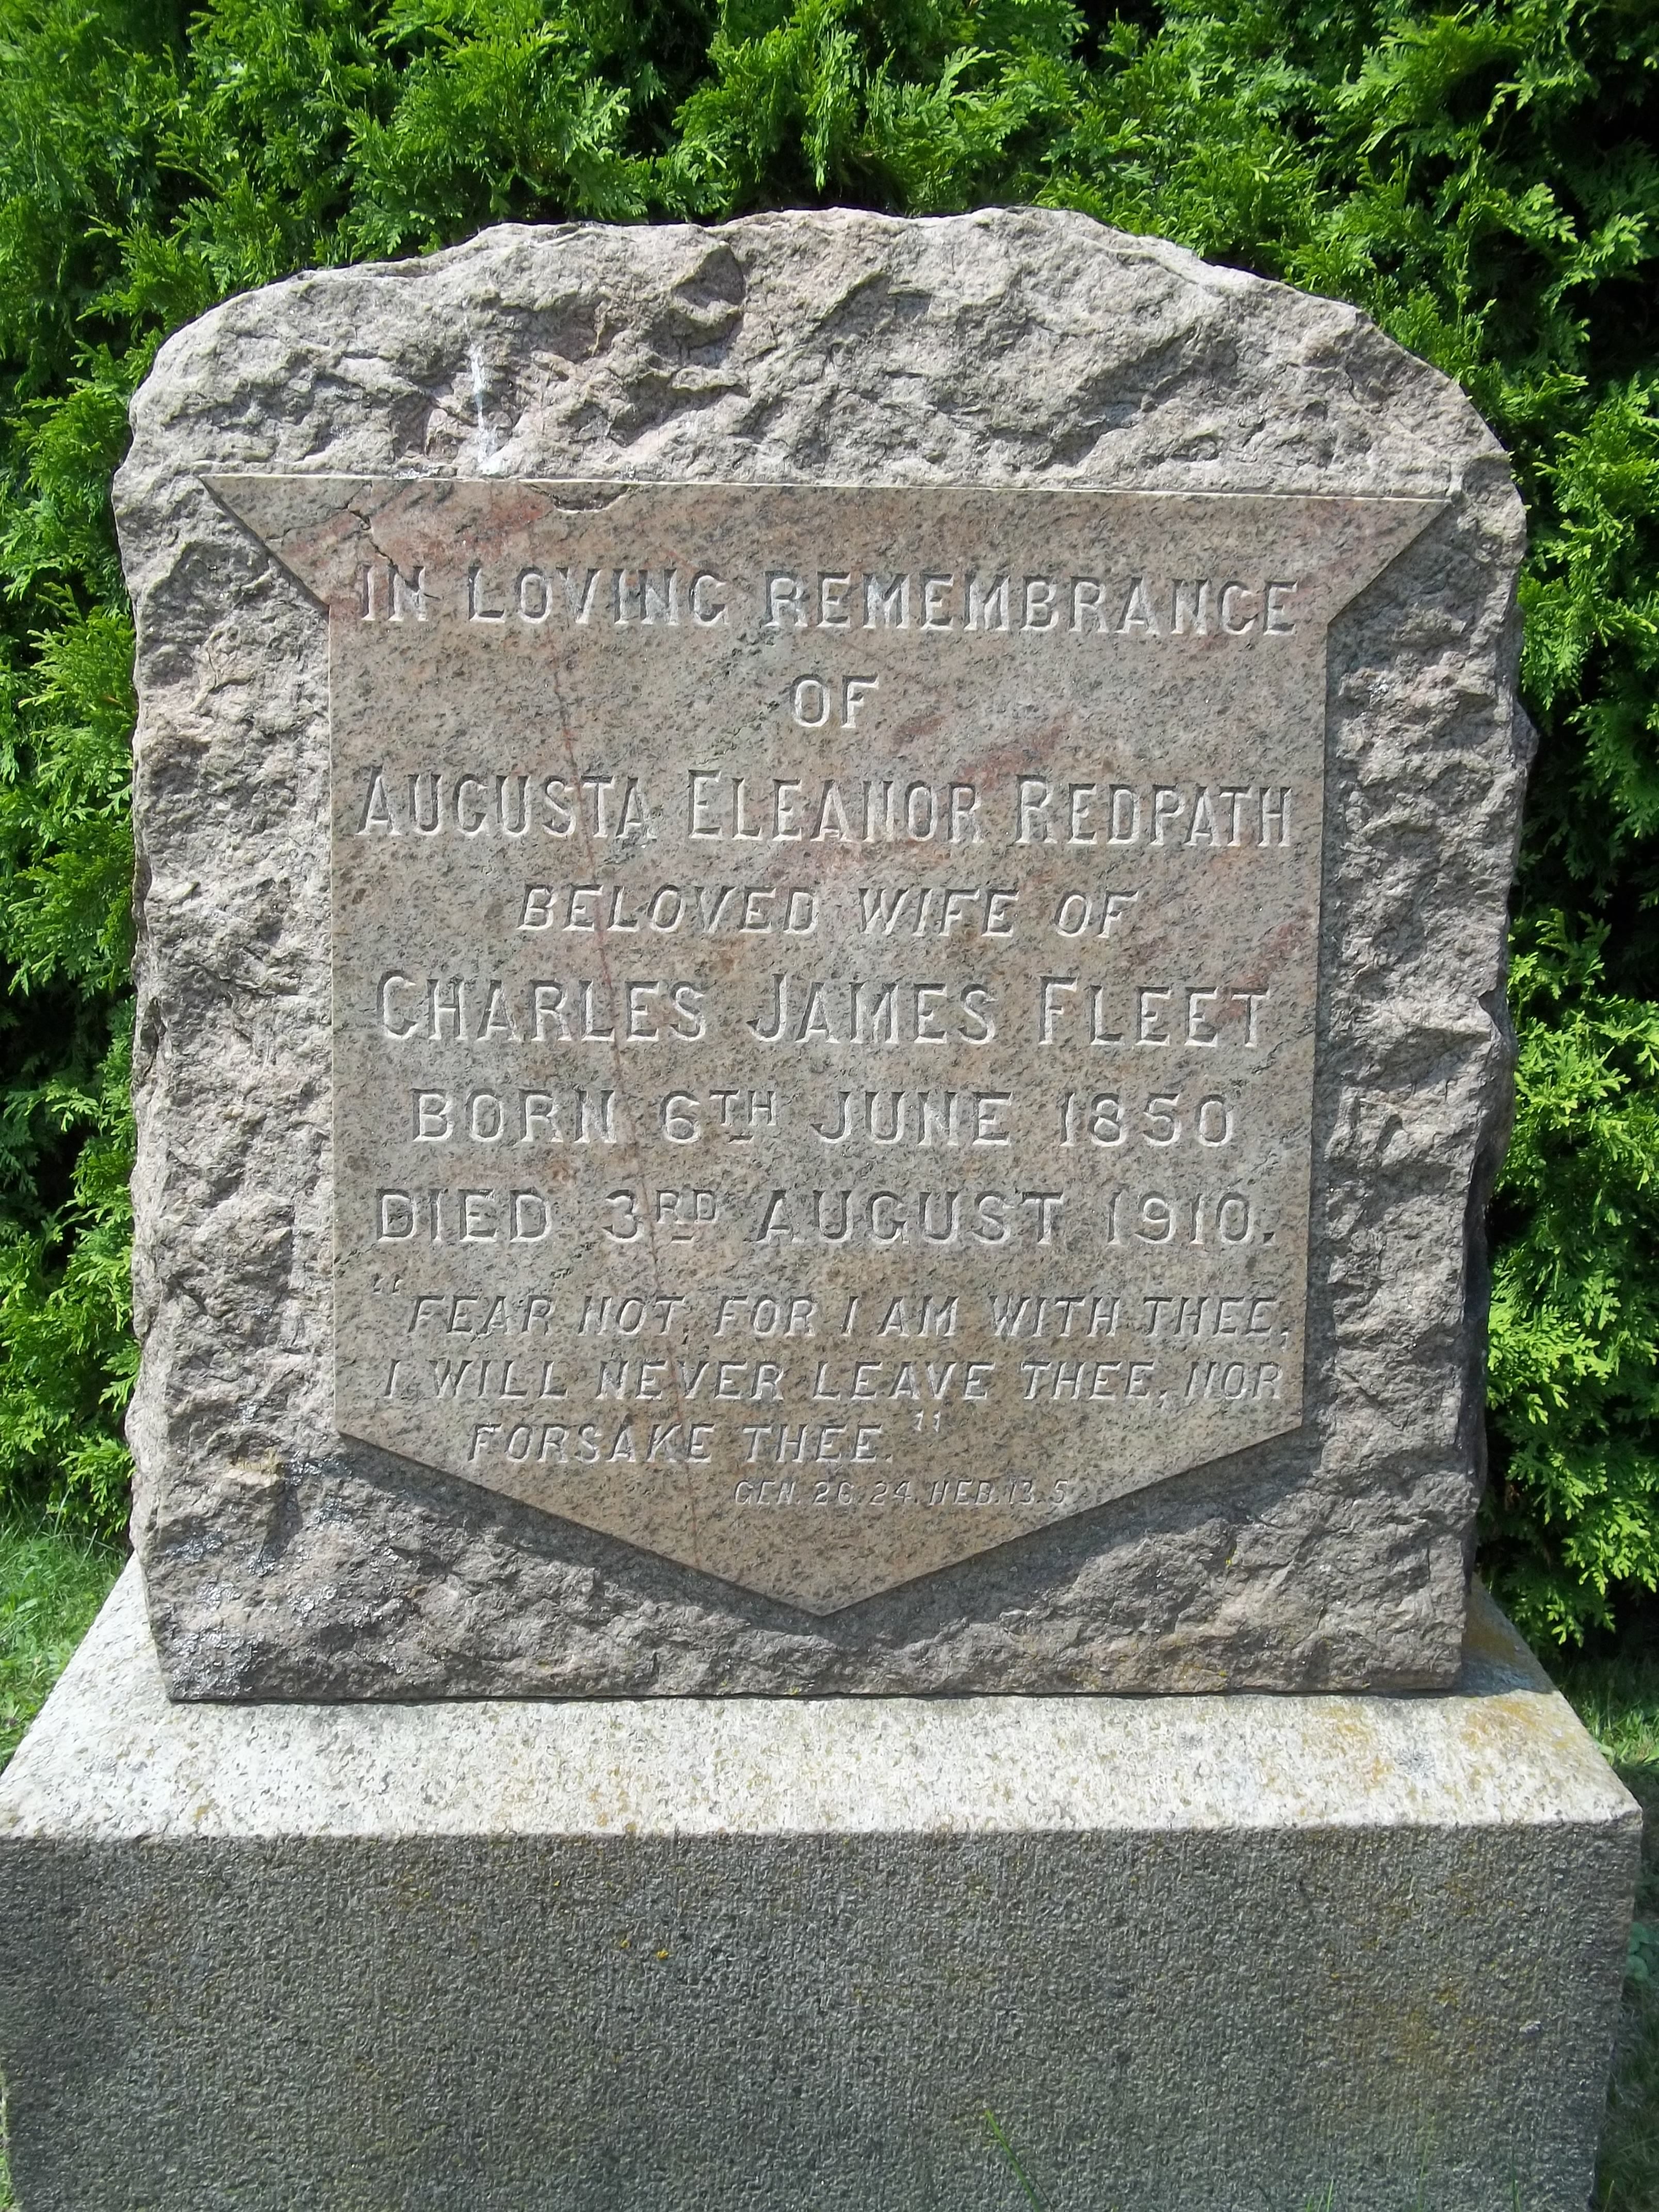 IN LOVING REMEMBRANCE
OF
AUGUSTA ELEANOR REDPATH
BELOVED WIFE OF
CHARLES JAMES FLEET
BORN 6TH JUNE 1850
DIED 3RD AUGUST 1910.
"FEAR NOT, FOR I AM WITH THEE,
I WILL NEVER LEAVE THEE, NOR
FORSAKE THEE."
GEN. 26.24. HEB. 13.5